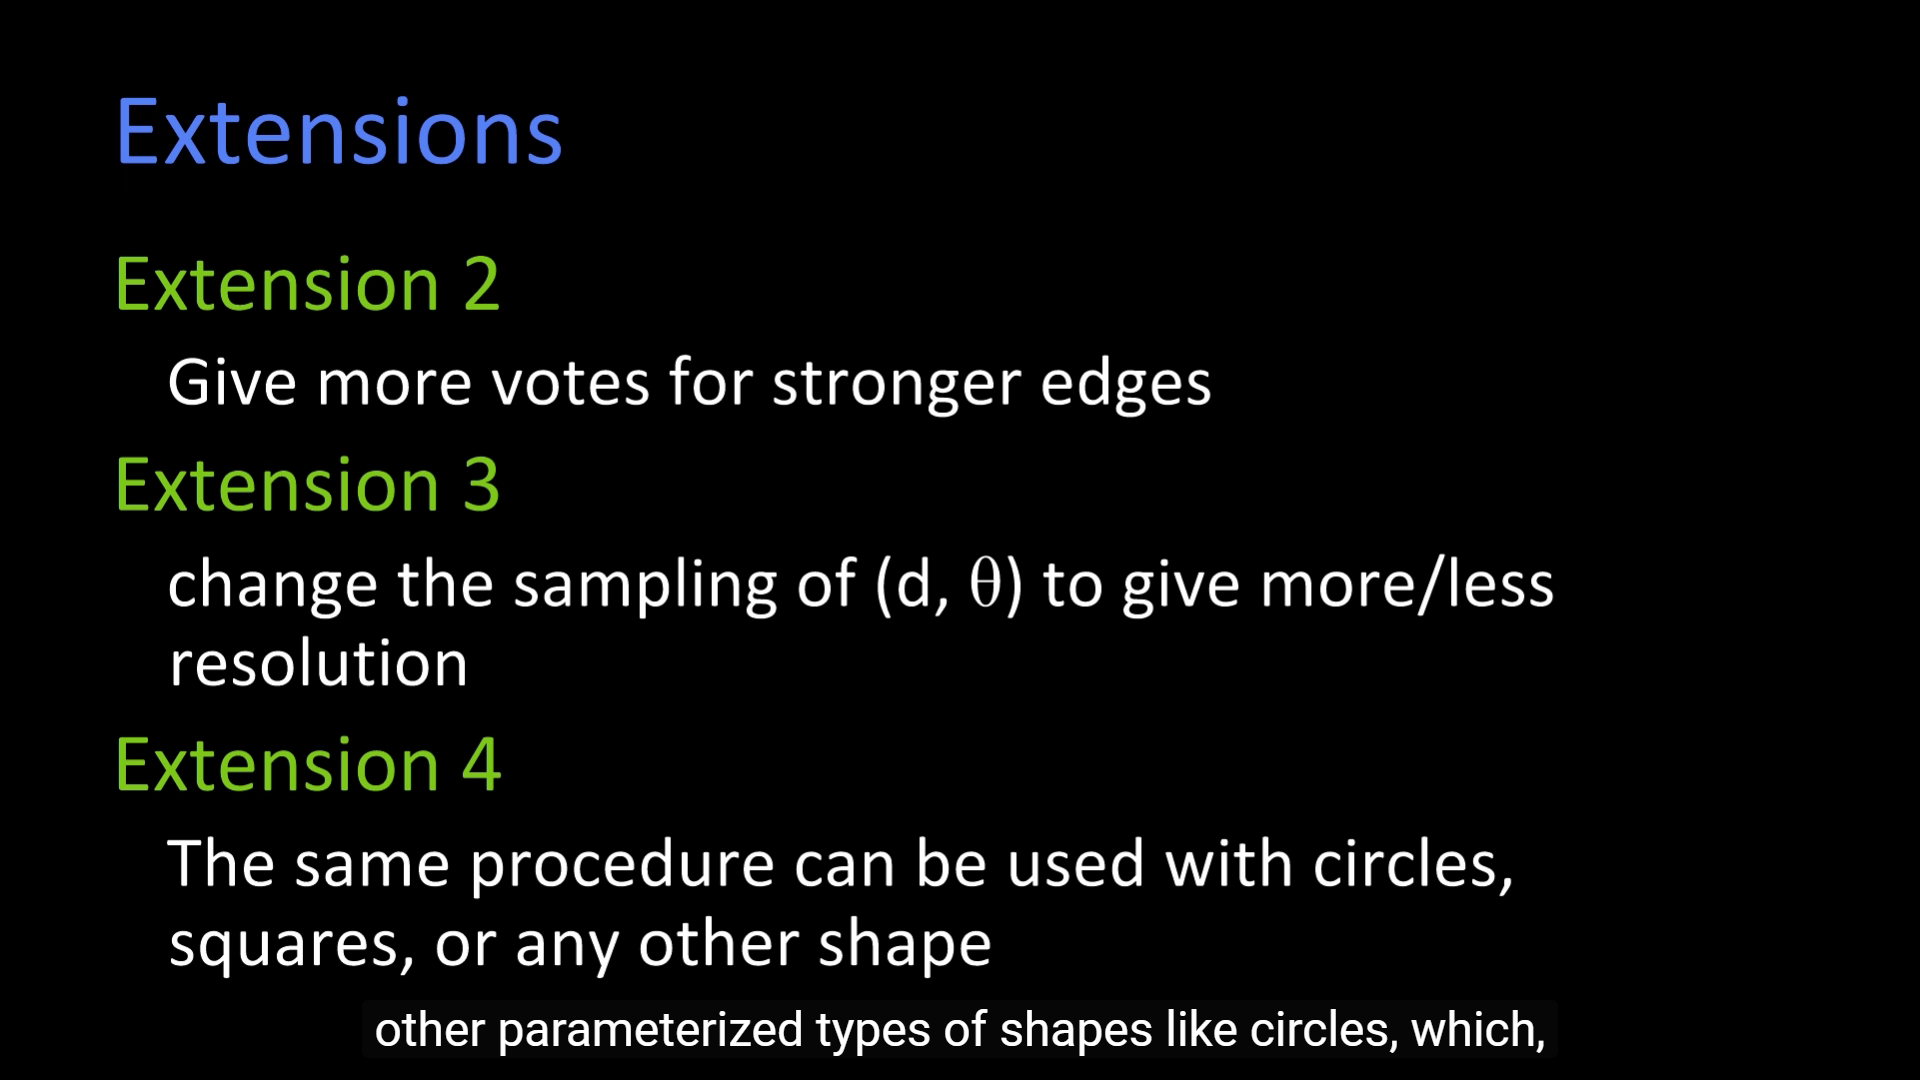 Extensions
Extension 2
Give more votes for stronger edges
Extension 3
change the sampling of (d, θ) to give more/less
resolution
Extension 4
The same procedure can be used with circles,
squares, or any other shape
other parameterized types of shapes like circles, which,